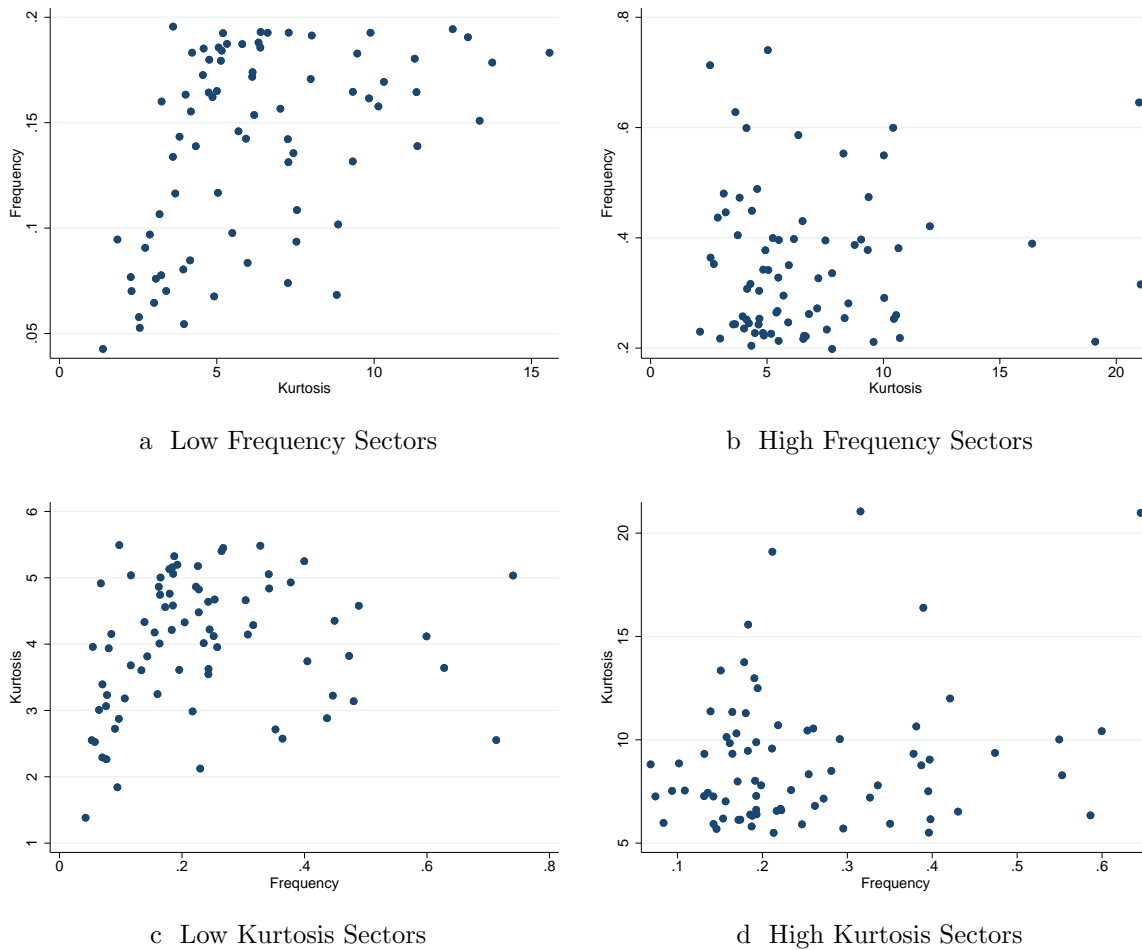 .2
.15
.1
.05
Frequency
0 5 10 15
Kurtosis
a Low Frequency Sectors
.8
.6
.4
.2
Frequency
0 5 10 15 20
Kurtosis
b High Frequency Sectors
6
5
4
3
2
1
Kurtosis
0 .2 .4 .6 .8
Frequency
c Low Kurtosis Sectors
20
15
10
5
Kurtosis
.1 .2 .3 .4 .5 .6
Frequency
d High Kurtosis Sectors